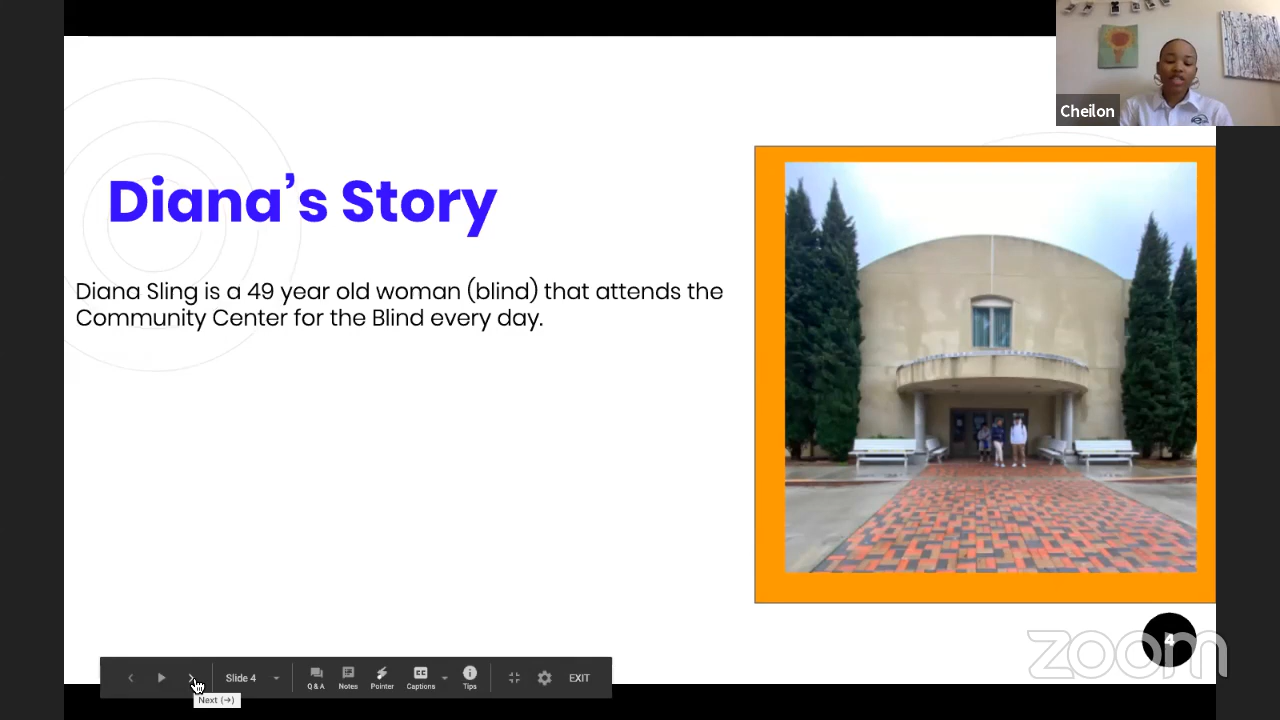 Cheilon
Diana’s Story
Diana Sling is a 49 year old woman (blind) that attends the
Community Center for the Blind every day.
4
zoom
Slide 4
Q & A
Notes
Pointer
Captions
Tips
EXIT
Next (→)